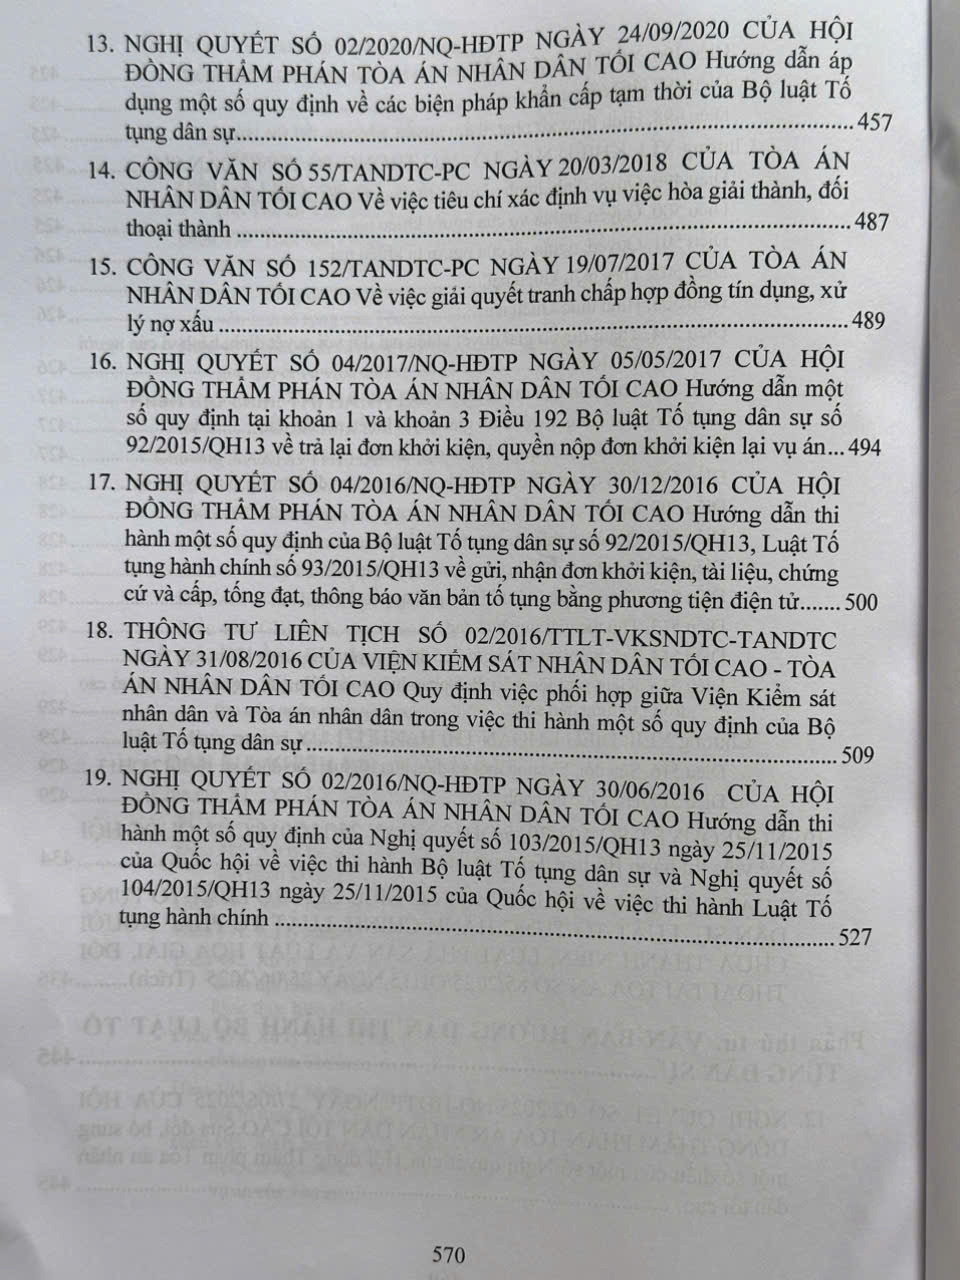 13. NGHỊ QUYẾT SỐ 02/2020/NQ-HĐTP NGÀY 24/09/2020 CỦA HỘI
ĐỒNG THẨM PHÁN TÒA ÁN NHÂN DÂN TỐI CAO Hướng dẫn áp
dụng một số quy định về các biện pháp khẩn cấp tạm thời của Bộ luật Tố
tụng dân sự.......457
14. CÔNG VĂN SỐ 55/TANDTC-PC NGÀY 20/03/2018 CỦA TÒA ÁN
NHÂN DÂN TỐI CAO Về việc tiêu chí xác định vụ việc hòa giải thành, đối
thoại thành.......487
15. CÔNG VĂN SỐ 152/TANDTC-PC NGÀY 19/07/2017 CỦA TÒA ÁN
NHÂN DÂN TỐI CAO Về việc giải quyết tranh chấp hợp đồng tín dụng, xử
lý nợ xấu.......489
16. NGHỊ QUYẾT SỐ 04/2017/NQ-HĐTP NGÀY 05/05/2017 CỦA HỘI
ĐỒNG THẨM PHÁN TÒA ÁN NHÂN DÂN TỐI CAO Hướng dẫn một
số quy định tại khoản 1 và khoản 3 Điều 192 Bộ luật Tố tụng dân sự số
92/2015/QH13 về trả lại đơn khởi kiện, quyền nộp đơn khởi kiện lại vụ án...494
17. NGHỊ QUYẾT SỐ 04/2016/NQ-HĐTP NGÀY 30/12/2016 CỦA HỘI
ĐỒNG THẨM PHÁN TÒA ÁN NHÂN DÂN TỐI CAO Hướng dẫn thi
hành một số quy định của Bộ luật Tố tụng dân sự số 92/2015/QH13, Luật Tố
tụng hành chính số 93/2015/QH13 về gửi, nhận đơn khởi kiện, tài liệu, chứng
cứ và cấp, tống đạt, thông báo văn bản tố tụng bằng phương tiện điện tử.......500
18. THÔNG TƯ LIÊN TỊCH SỐ 02/2016/TTLT-VKSNDTC-TANDTC
NGÀY 31/08/2016 CỦA VIỆN KIỂM SÁT NHÂN DÂN TỐI CAO - TÒA
ÁN NHÂN DÂN TỐI CAO Quy định việc phối hợp giữa Viện Kiểm sát
nhân dân và Tòa án nhân dân trong việc thi hành một số quy định của Bộ
luật Tố tụng dân sự.......509
19. NGHỊ QUYẾT SỐ 02/2016/NQ-HĐTP NGÀY 30/06/2016 CỦA HỘI
ĐỒNG THẨM PHÁN TÒA ÁN NHÂN DÂN TỐI CAO Hướng dẫn thi
hành một số quy định của Nghị quyết số 103/2015/QH13 ngày 25/11/2015
của Quốc hội về việc thi hành Bộ luật Tố tụng dân sự và Nghị quyết số
104/2015/QH13 ngày 25/11/2015 của Quốc hội về việc thi hành Luật Tố
tụng hành chính.......527
570